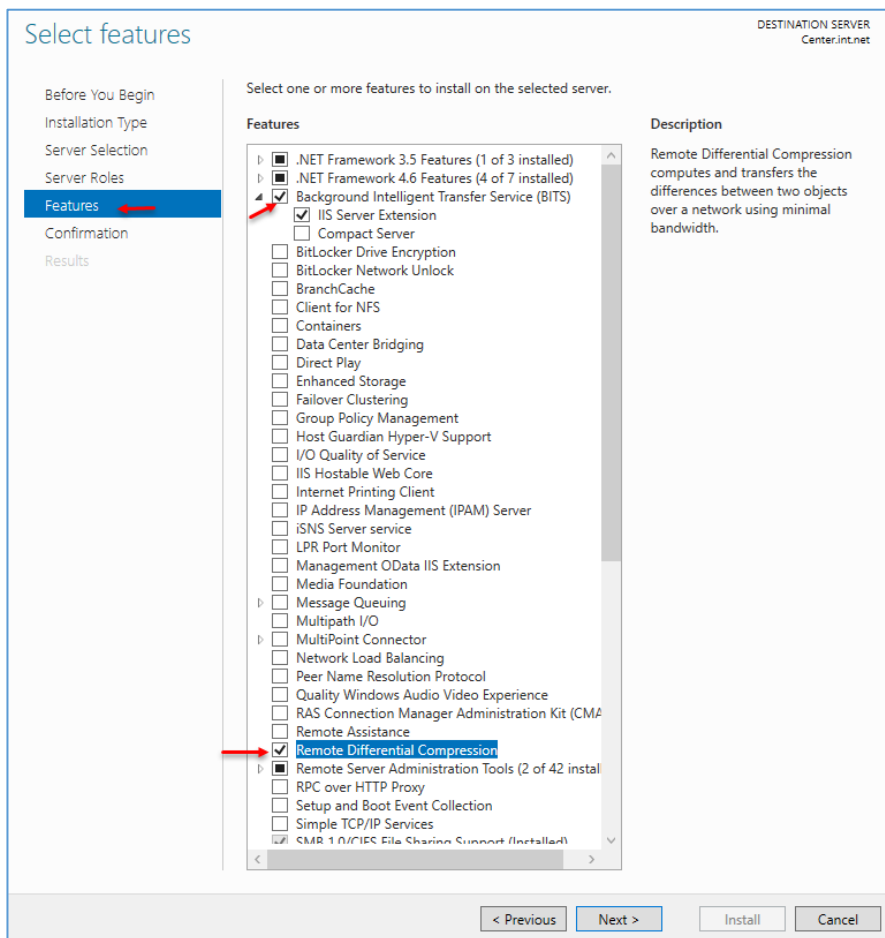 Select features
DESTINATION SERVER
Center.int.net
Before You Begin
Installation Type
Server Selection
Server Roles
Features
Confirmation
Results
Select one or more features to install on the selected server.
Features
.NET Framework 3.5 Features (1 of 3 installed)
.NET Framework 4.6 Features (4 of 7 installed)
Background Intelligent Transfer Service (BITS)
IIS Server Extension
Compact Server
BitLocker Drive Encryption
BitLocker Network Unlock
BranchCache
Client for NFS
Containers
Data Center Bridging
Direct Play
Enhanced Storage
Failover Clustering
Group Policy Management
Host Guardian Hyper-V Support
I/O Quality of Service
IIS Hostable Web Core
Internet Printing Client
IP Address Management (IPAM) Server
iSNS Server service
LPR Port Monitor
Management OData IIS Extension
Media Foundation
Message Queuing
Multipath I/O
MultiPoint Connector
Network Load Balancing
Peer Name Resolution Protocol
Quality Windows Audio Video Experience
RAS Connection Manager Administration Kit (CMA
Remote Assistance
Remote Differential Compression
Remote Server Administration Tools (2 of 42 instal
RPC over HTTP Proxy
Setup and Boot Event Collection
Simple TCP/IP Services
SMB 1.0/CIFS File Sharing Support (Installed)
Description
Remote Differential Compression
computes and transfers the
differences between two objects
over a network using minimal
bandwidth.
< Previous
Next >
Install
Cancel